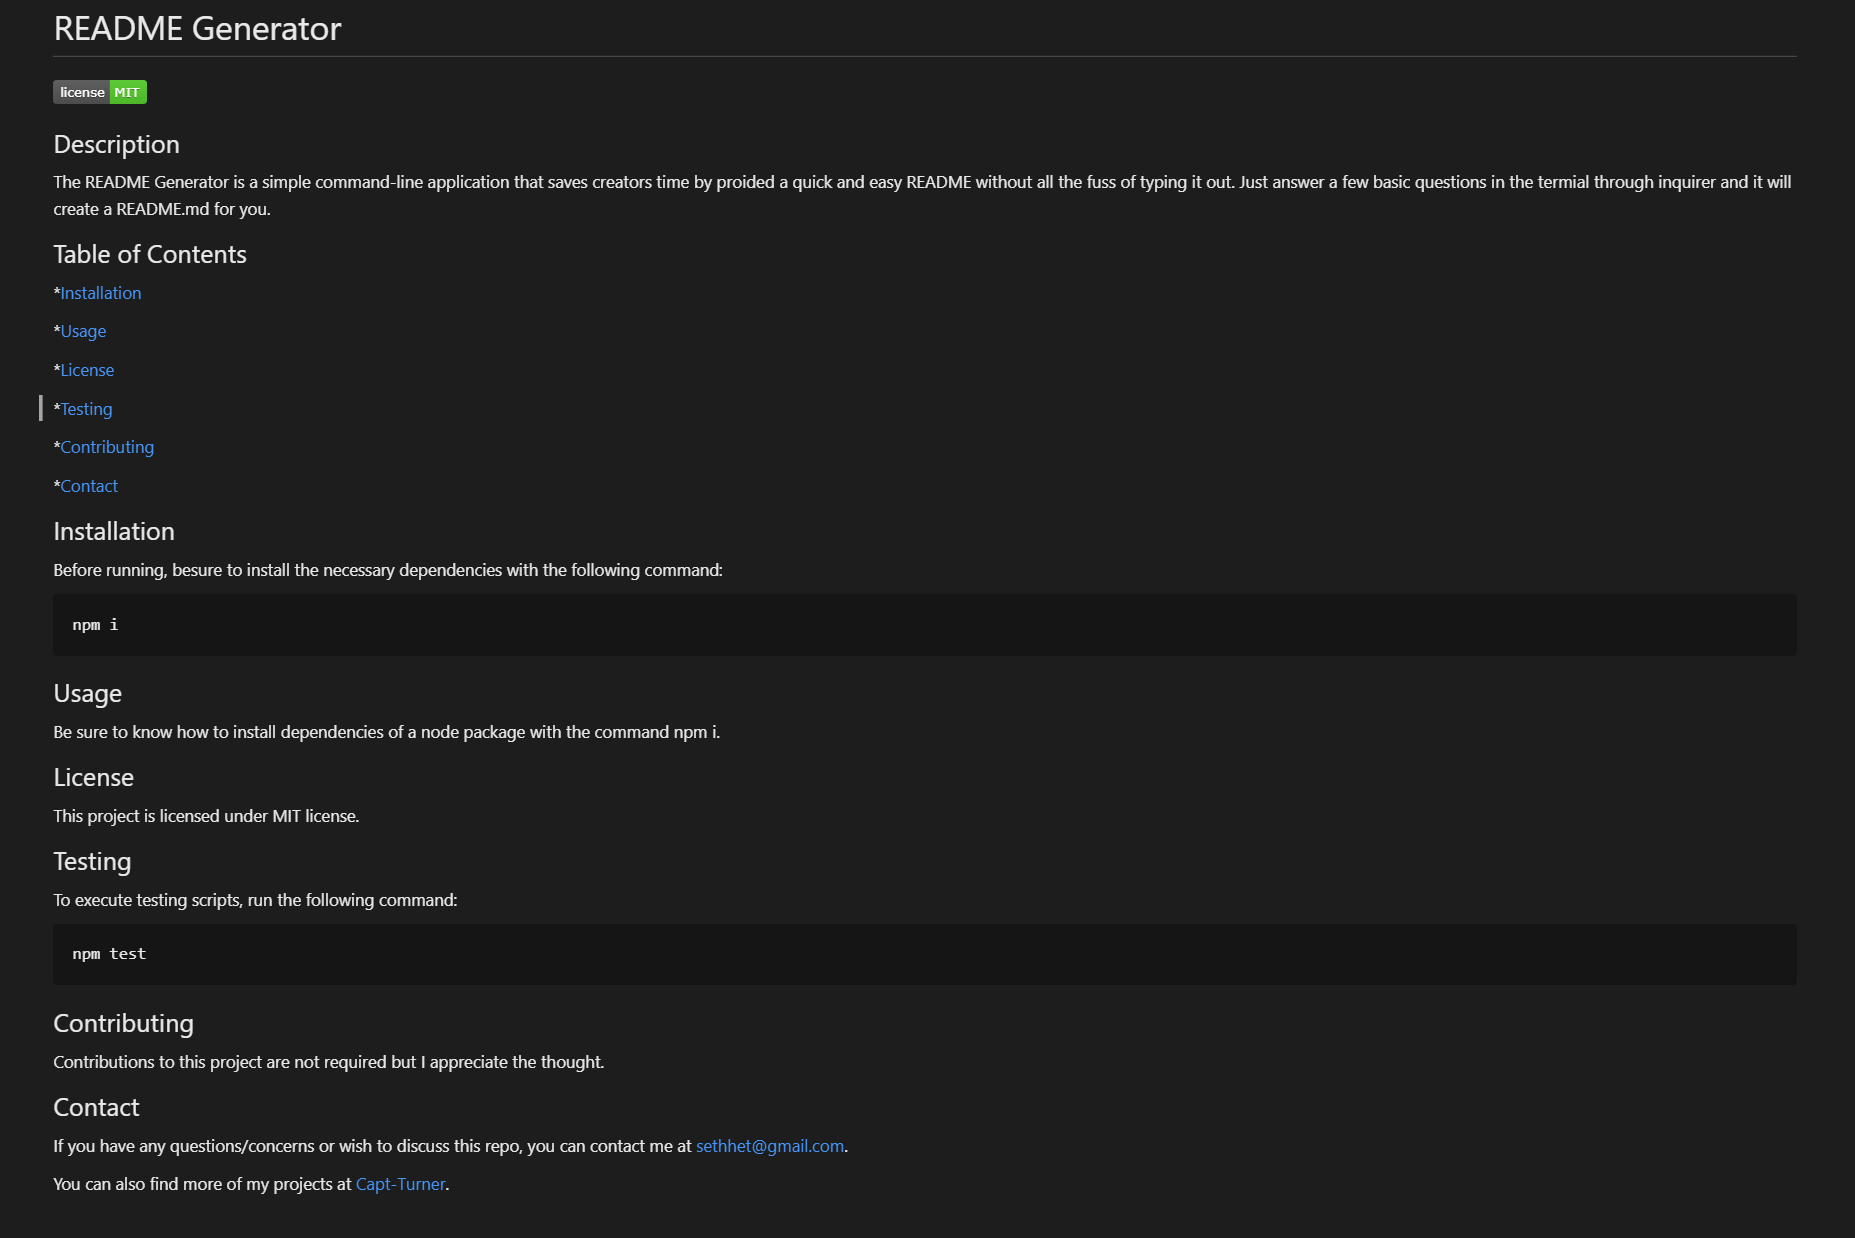 README Generator
license MIT
Description
The README Generator is a simple command-line application that saves creators time by proided a quick and easy README without all the fuss of typing it out. Just answer a few basic questions in the termial through inquirer and it will
create a README.md for you.
Table of Contents
*Installation
*Usage
*License
*Testing
*Contributing
*Contact
Installation
Before running, besure to install the necessary dependencies with the following command:
npm i
Usage
Be sure to know how to install dependencies of a node package with the command npm i.
License
This project is licensed under MIT license.
Testing
To execute testing scripts, run the following command:
npm test
Contributing
Contributions to this project are not required but I appreciate the thought.
Contact
If you have any questions/concerns or wish to discuss this repo, you can contact me at sethhet@gmail.com.
You can also find more of my projects at Capt-Turner.